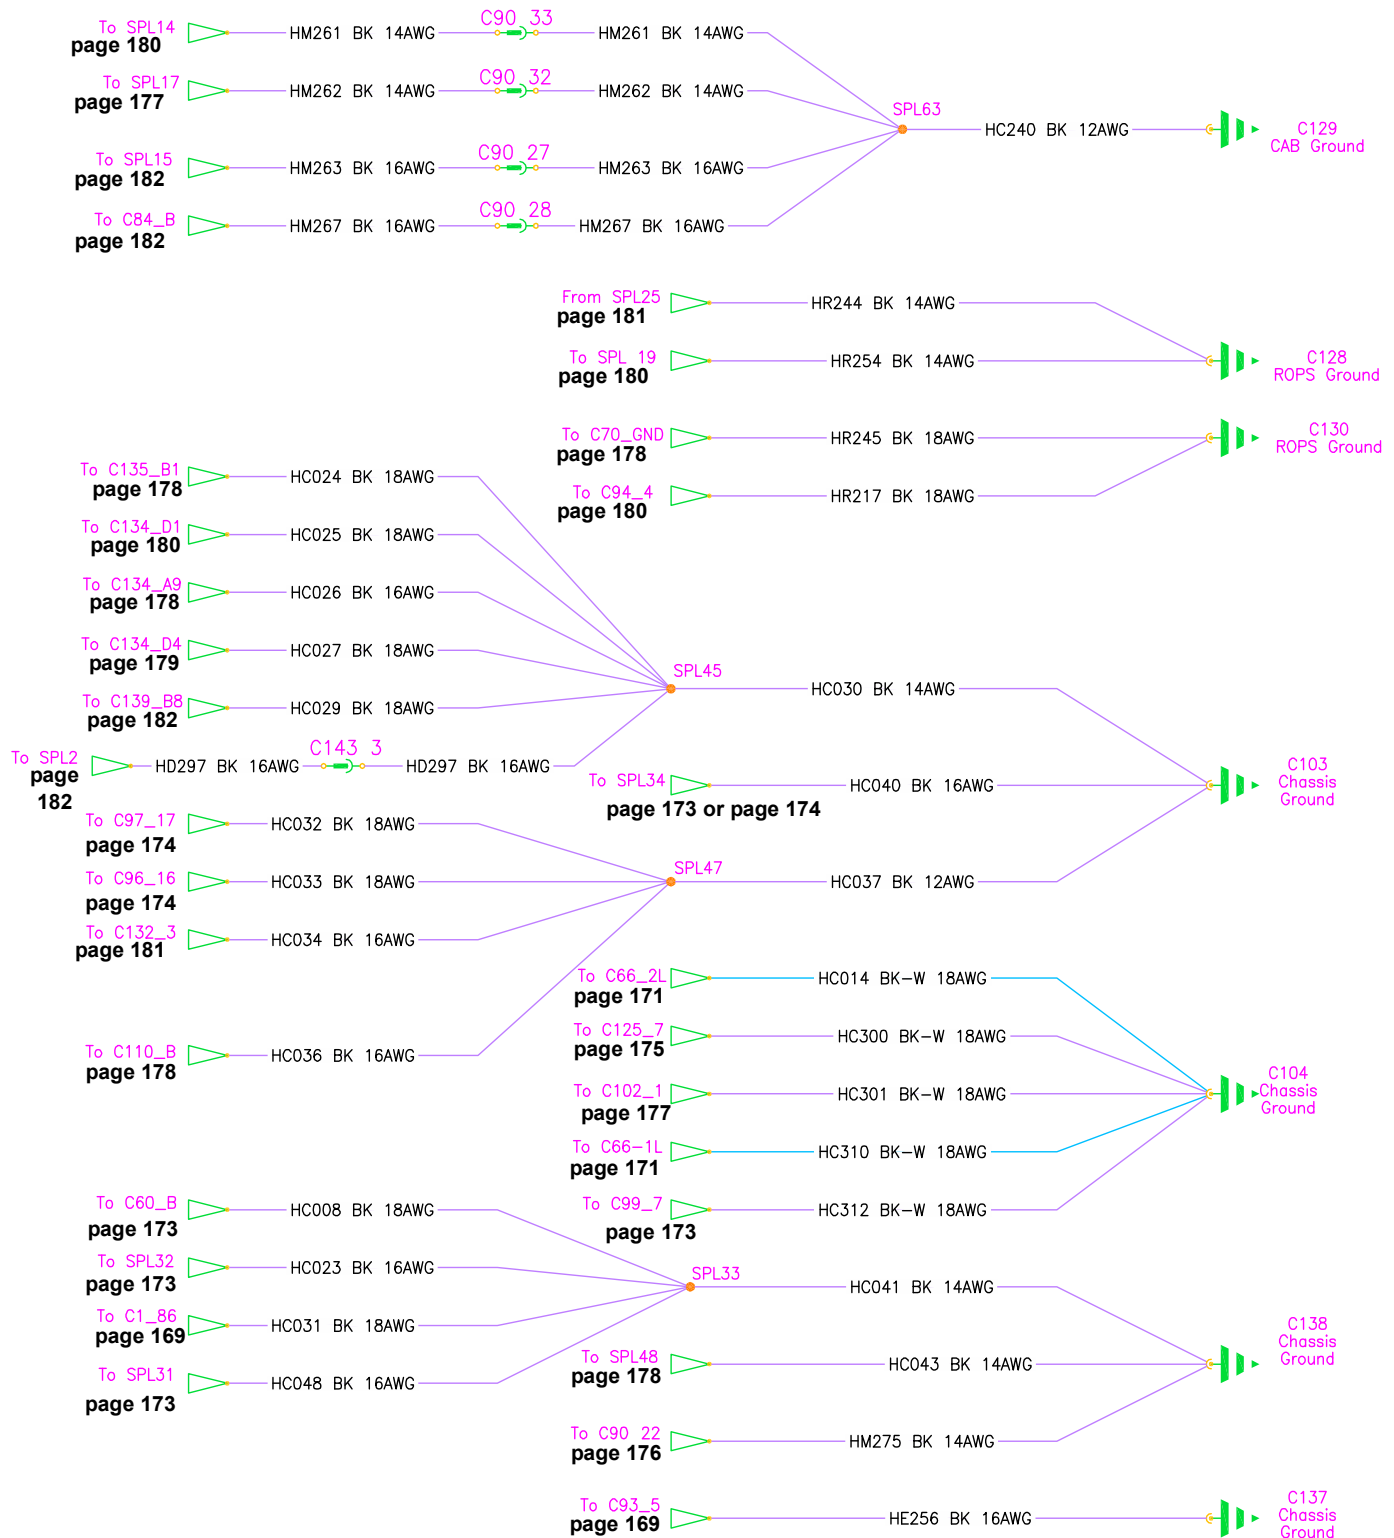 To SPL14
page 180
HM261 BK 14AWG
C90_33
HM261 BK 14AWG
To SPL17
page 177
HM262 BK 14AWG
C90_32
HM262 BK 14AWG
SPL63
HC240 BK 12AWG
C129
CAB Ground
To SPL15
page 182
HM263 BK 16AWG
C90_27
HM263 BK 16AWG
To C84_B
page 182
HM267 BK 16AWG
C90_28
HM267 BK 16AWG
From SPL25
page 181
HR244 BK 14AWG
To SPL_19
page 180
HR254 BK 14AWG
C128
ROPS Ground
To C70_GND
page 178
HR245 BK 18AWG
C130
ROPS Ground
To C94_4
page 180
HR217 BK 18AWG
To C135_B1
page 178
HC024 BK 18AWG
To C134_D1
page 180
HC025 BK 18AWG
To C134_A9
page 178
HC026 BK 16AWG
To C134_D4
page 179
HC027 BK 18AWG
SPL45
HC030 BK 14AWG
To C139_B8
page 182
HC029 BK 18AWG
To SPL2
page
182
HD297 BK 16AWG
C143_3
HD297 BK 16AWG
To SPL34
page 173 or page 174
HC040 BK 16AWG
C103
Chassis
Ground
To C97_17
page 174
HC032 BK 18AWG
To C96_16
page 174
HC033 BK 18AWG
SPL47
HC037 BK 12AWG
To C132_3
page 181
HC034 BK 16AWG
To C110_B
page 178
HC036 BK 16AWG
To C66_2L
page 171
HC014 BK-W 18AWG
To C125_7
page 175
HC300 BK-W 18AWG
To C102_1
page 177
HC301 BK-W 18AWG
C104
Chassis
Ground
To C66-1L
page 171
HC310 BK-W 18AWG
To C99_7
page 173
HC312 BK-W 18AWG
To C60_B
page 173
HC008 BK 18AWG
To SPL32
page 173
HC023 BK 16AWG
SPL33
HC041 BK 14AWG
To C1_86
page 169
HC031 BK 18AWG
To SPL31
page 173
HC048 BK 16AWG
To SPL48
page 178
HC043 BK 14AWG
C138
Chassis
Ground
To C90_22
page 176
HM275 BK 14AWG
To C93_5
page 169
HE256 BK 16AWG
C137
Chassis
Ground